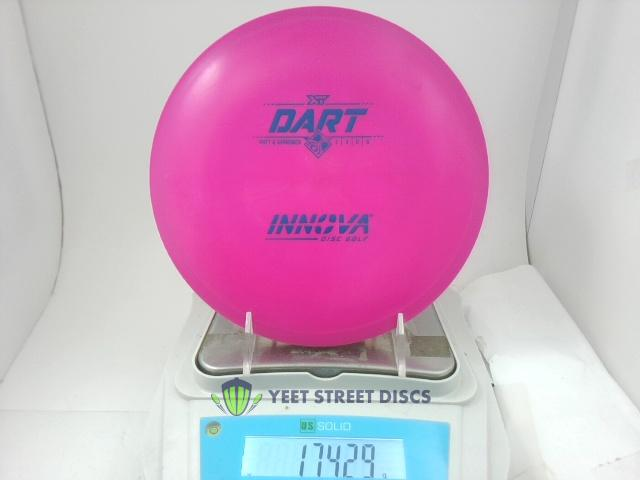 XT
DART
PUTT & APPROACH
INNOVA
DISC GOLF
YEET STREET DISCS
US SOLID
174.29